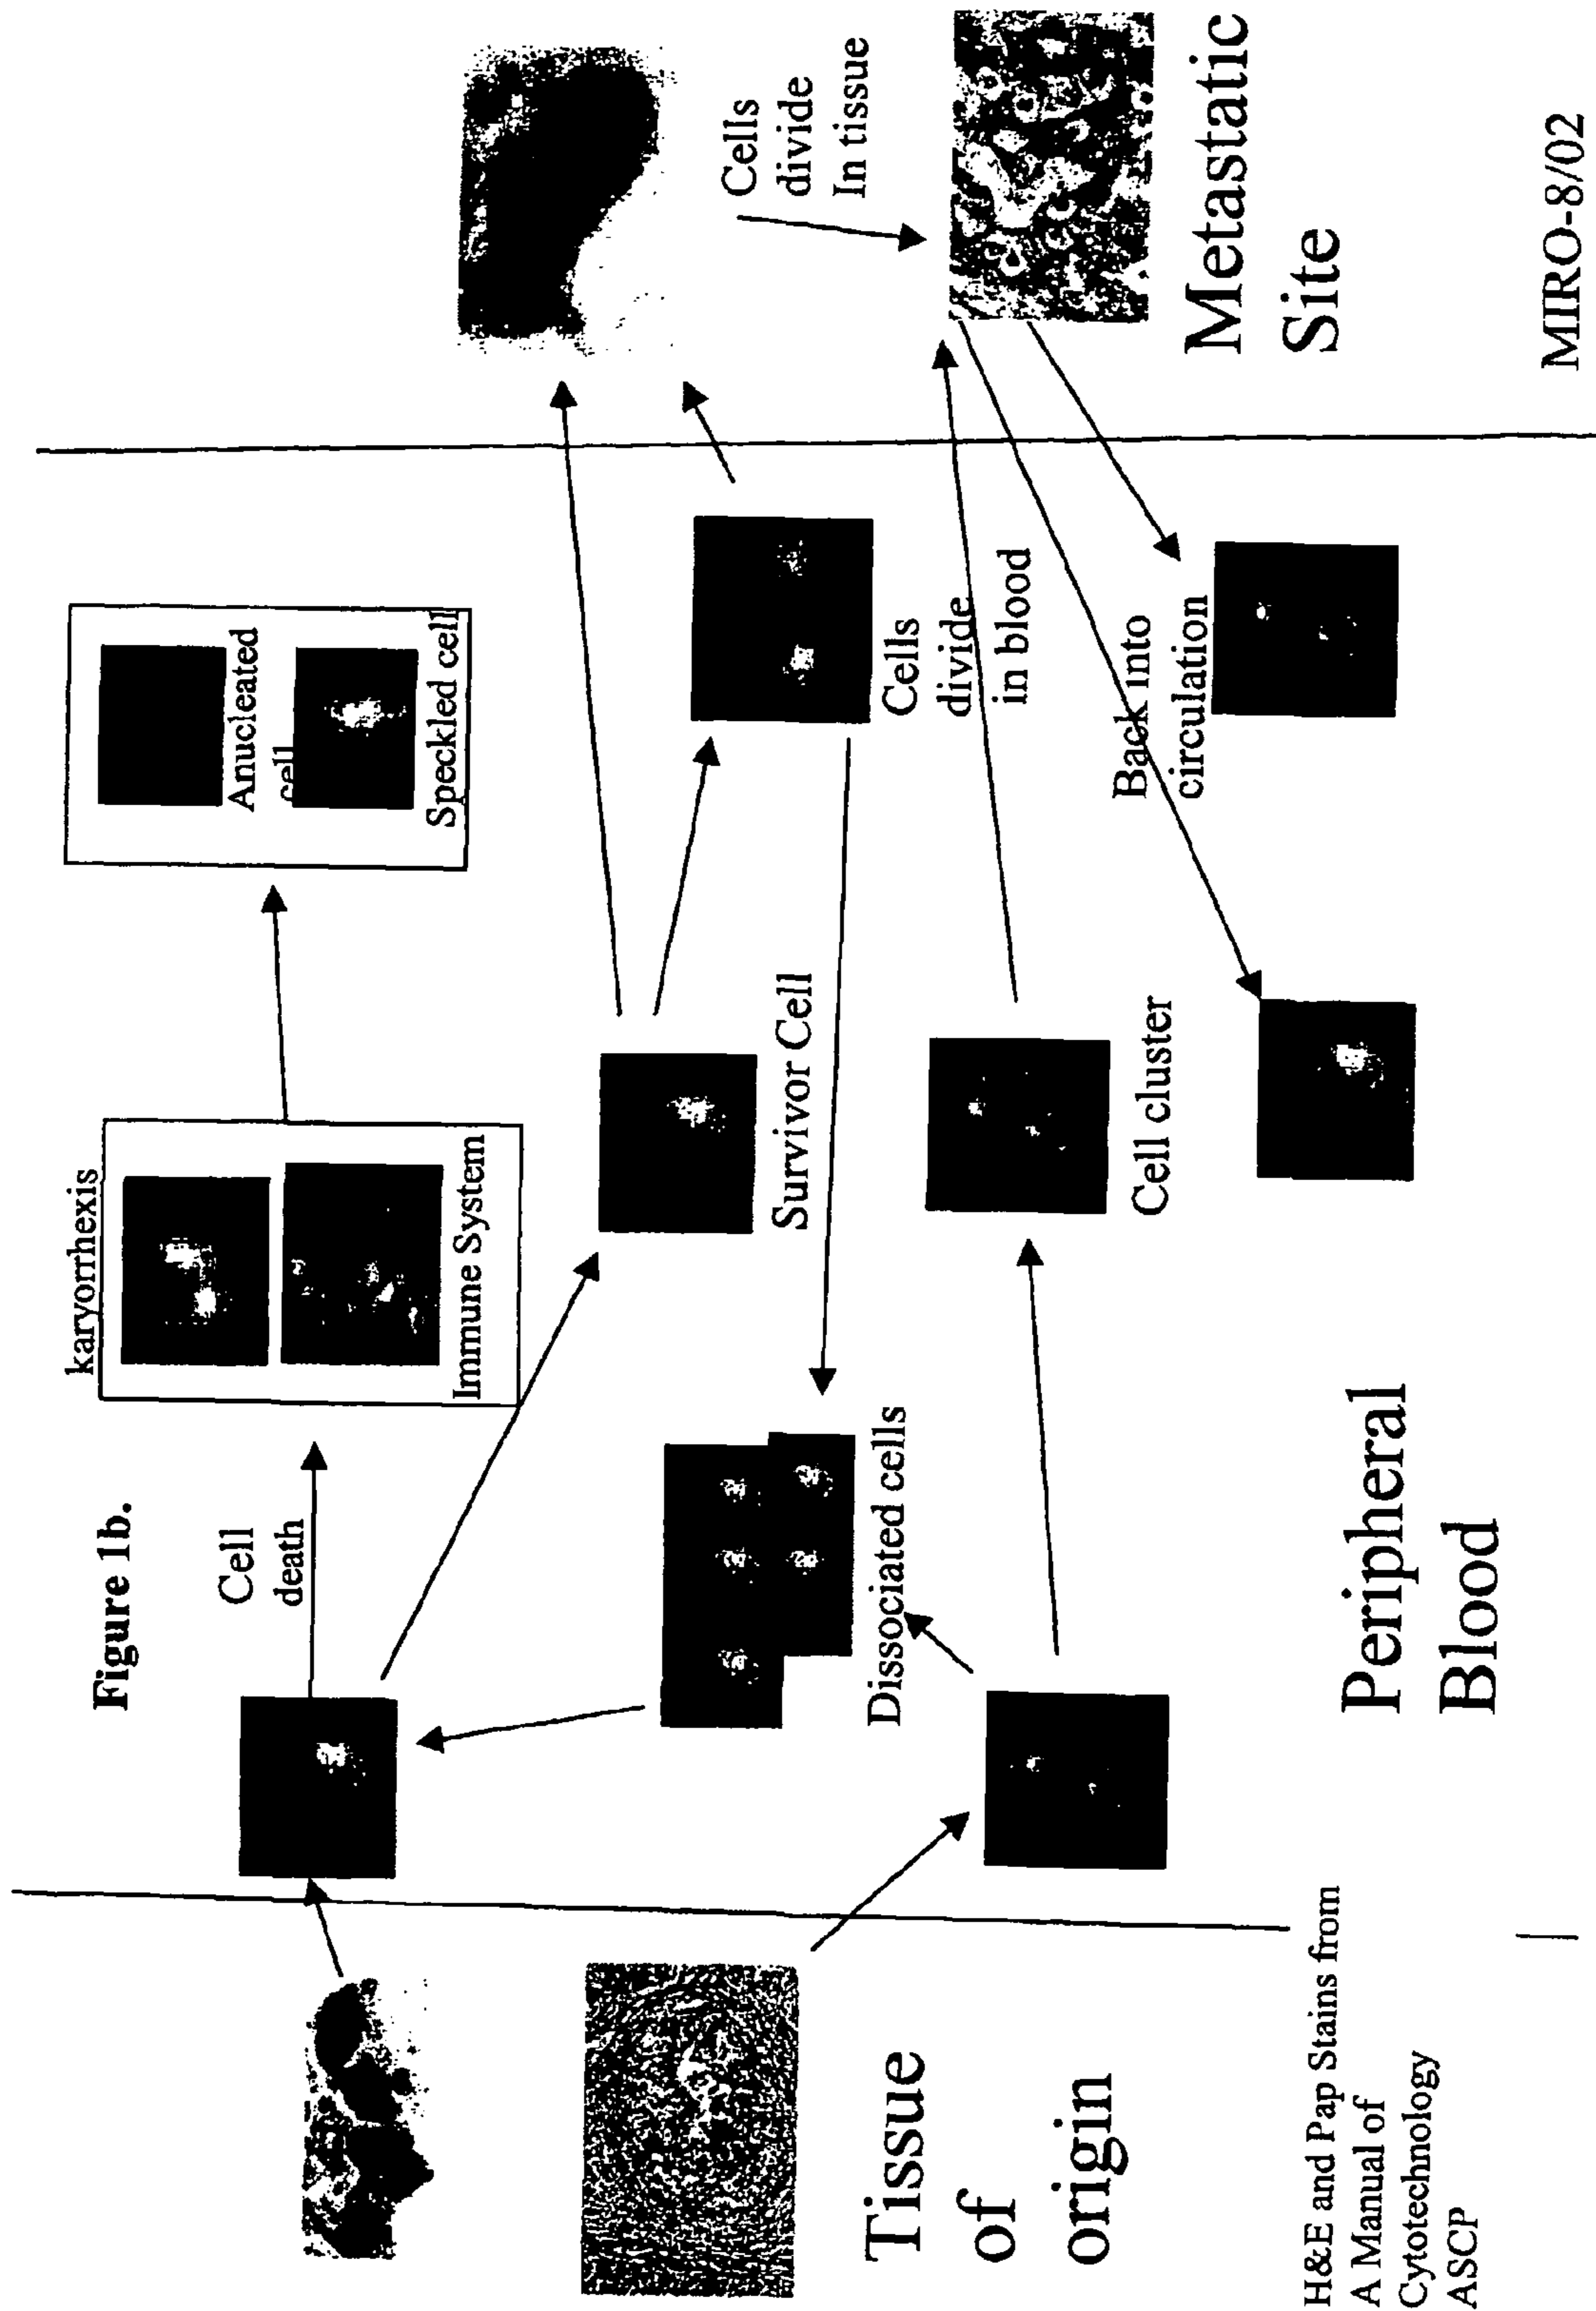 Figure 1b.
Cell
death
karyorrhexis
Immune System
Anucleated
cell
Speckled cell
Survivor Cell
Cells
divide
in blood
Dissociated cells
Cell cluster
Back into
circulation
Cells
divide
In tissue
Tissue
of
origin
Peripheral
Blood
Metastatic
Site
H&E and Pap Stains from
A Manual of
Cytotechnology
ASCP
MIRO-8/02